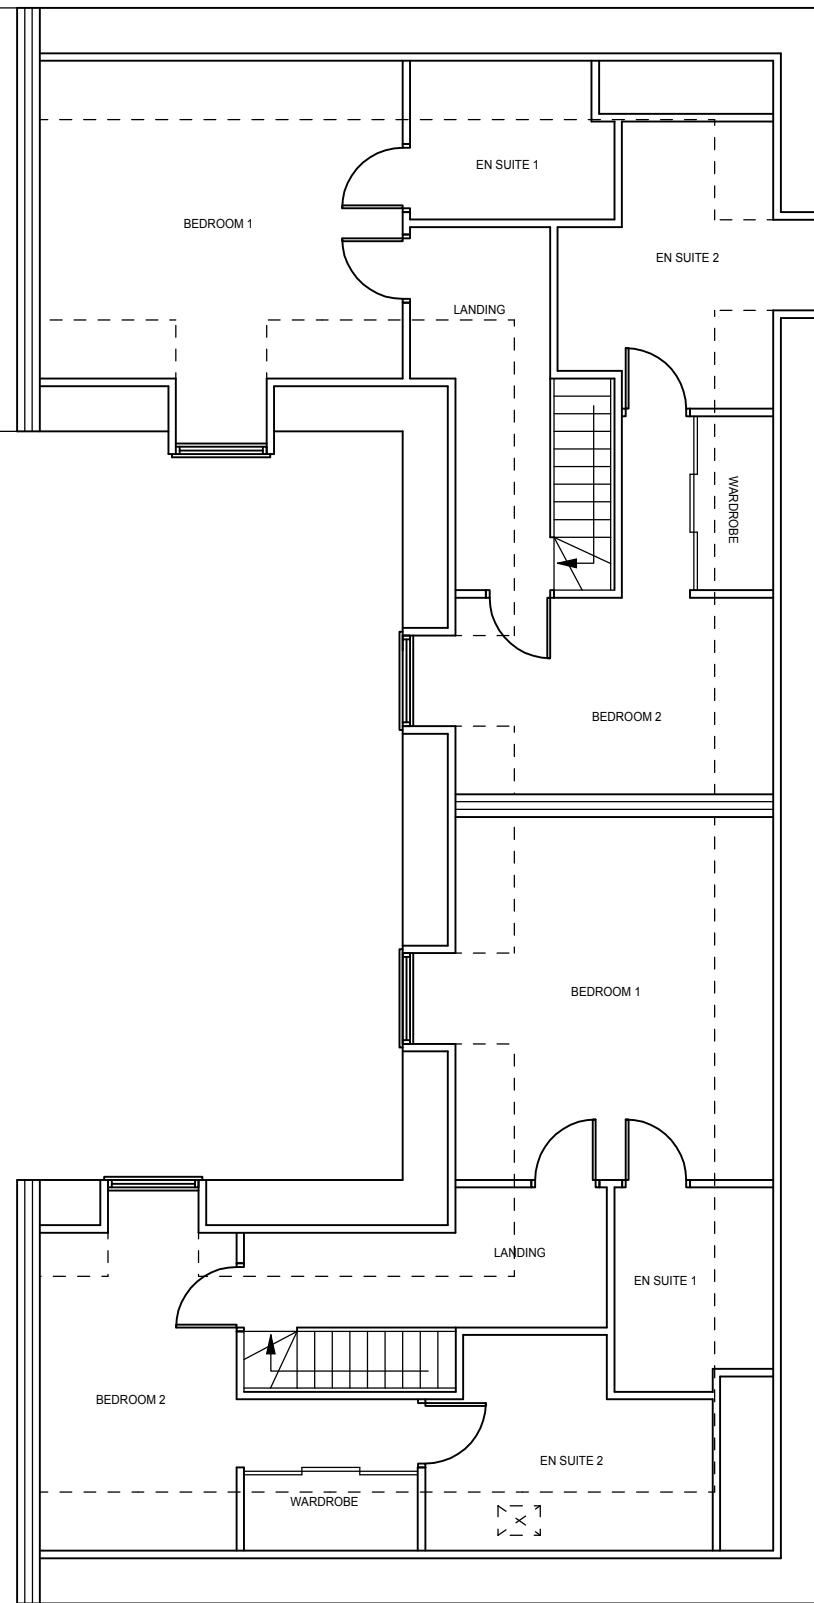 EN SUITE 1
BEDROOM 1
EN SUITE 2
LANDING
WARDROBE
BEDROOM 2
BEDROOM 1
LANDING
EN SUITE 1
BEDROOM 2
EN SUITE 2
WARDROBE